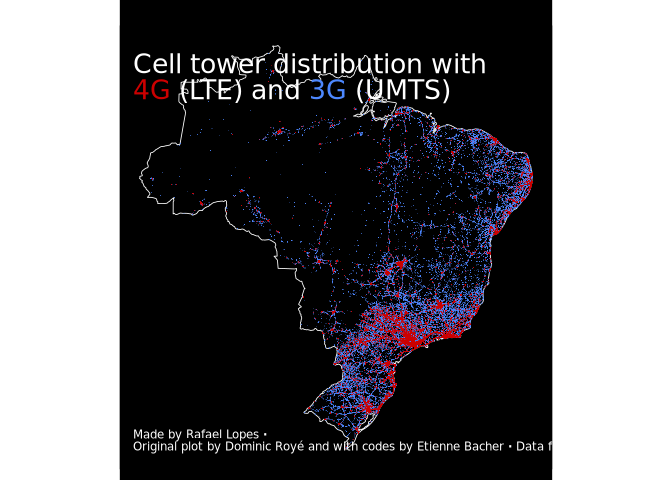 Cell tower distribution with
4G (LTE) and 3G (UMTS)
Made by Rafael Lopes •
Original plot by Dominic Royé and with codes by Etienne Bacher • Data f